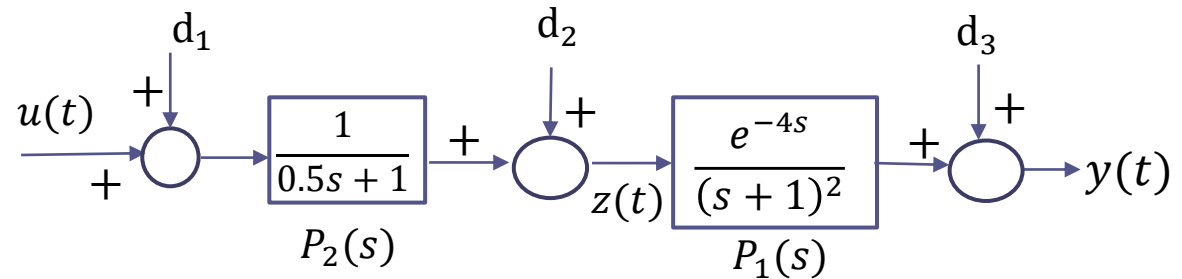 d₁
d₂
d₃
u(t)
+
+
1
0.5s + 1
P₂(s)
+
+
z(t)
e⁻⁴ˢ
(s + 1)²
P₁(s)
+
+
y(t)